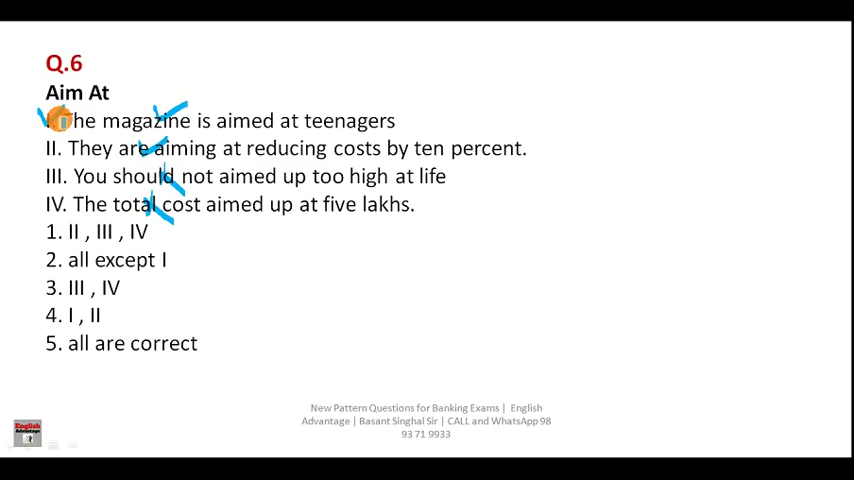 Q.6
Aim At
I. The magazine is aimed at teenagers
II. They are aiming at reducing costs by ten percent.
III. You should not aimed up too high at life
IV. The total cost aimed up at five lakhs.
1. II , III , IV
2. all except I
3. III , IV
4. I , II
5. all are correct
New Pattern Questions for Banking Exams | English
Advantage | Basant Singhal Sir | CALL and WhatsApp 98
93 71 9933
English
Advantage